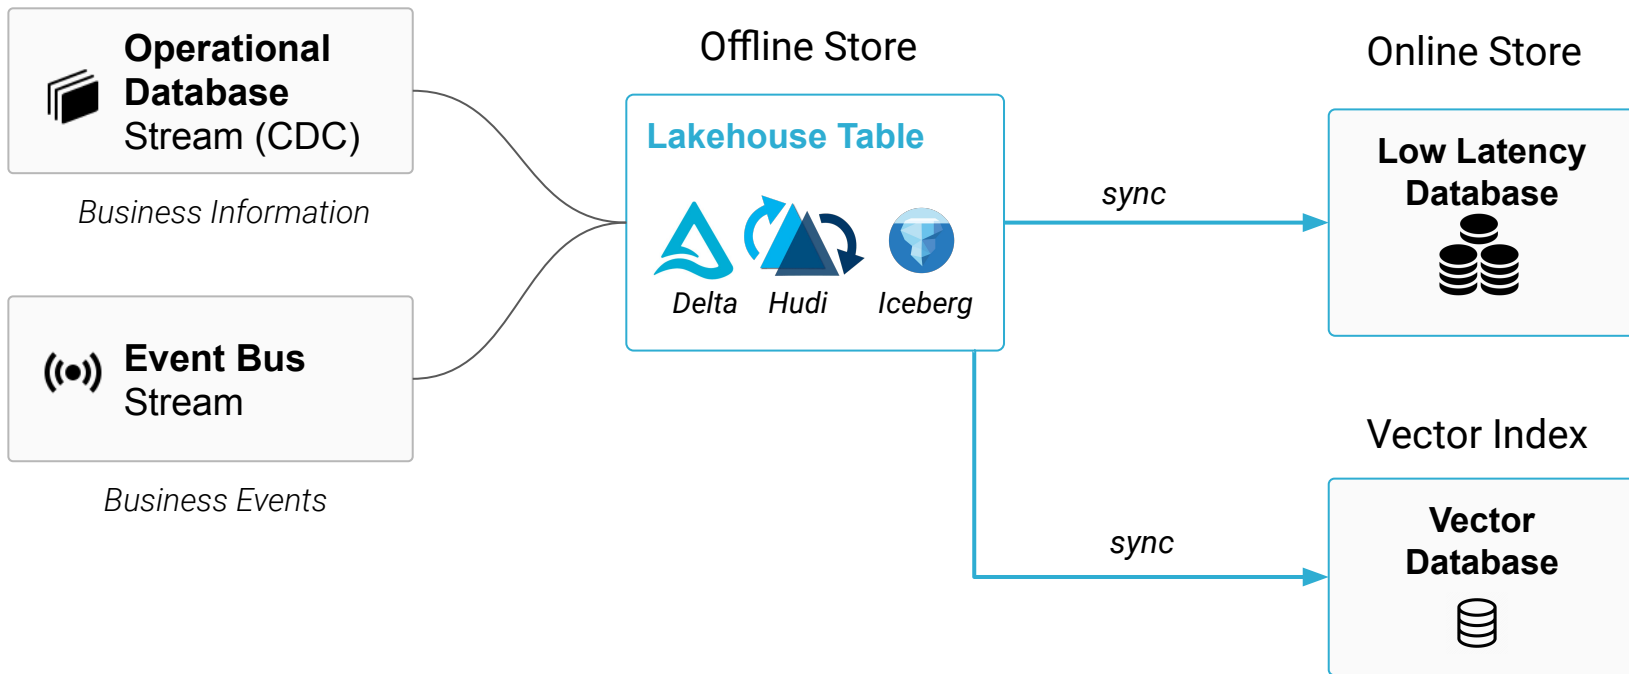 Operational
Database
Stream (CDC)
Business Information
Event Bus
Stream
Business Events
Offline Store
Lakehouse Table
Delta
Hudi
Iceberg
sync
sync
Online Store
Low Latency
Database
Vector Index
Vector
Database